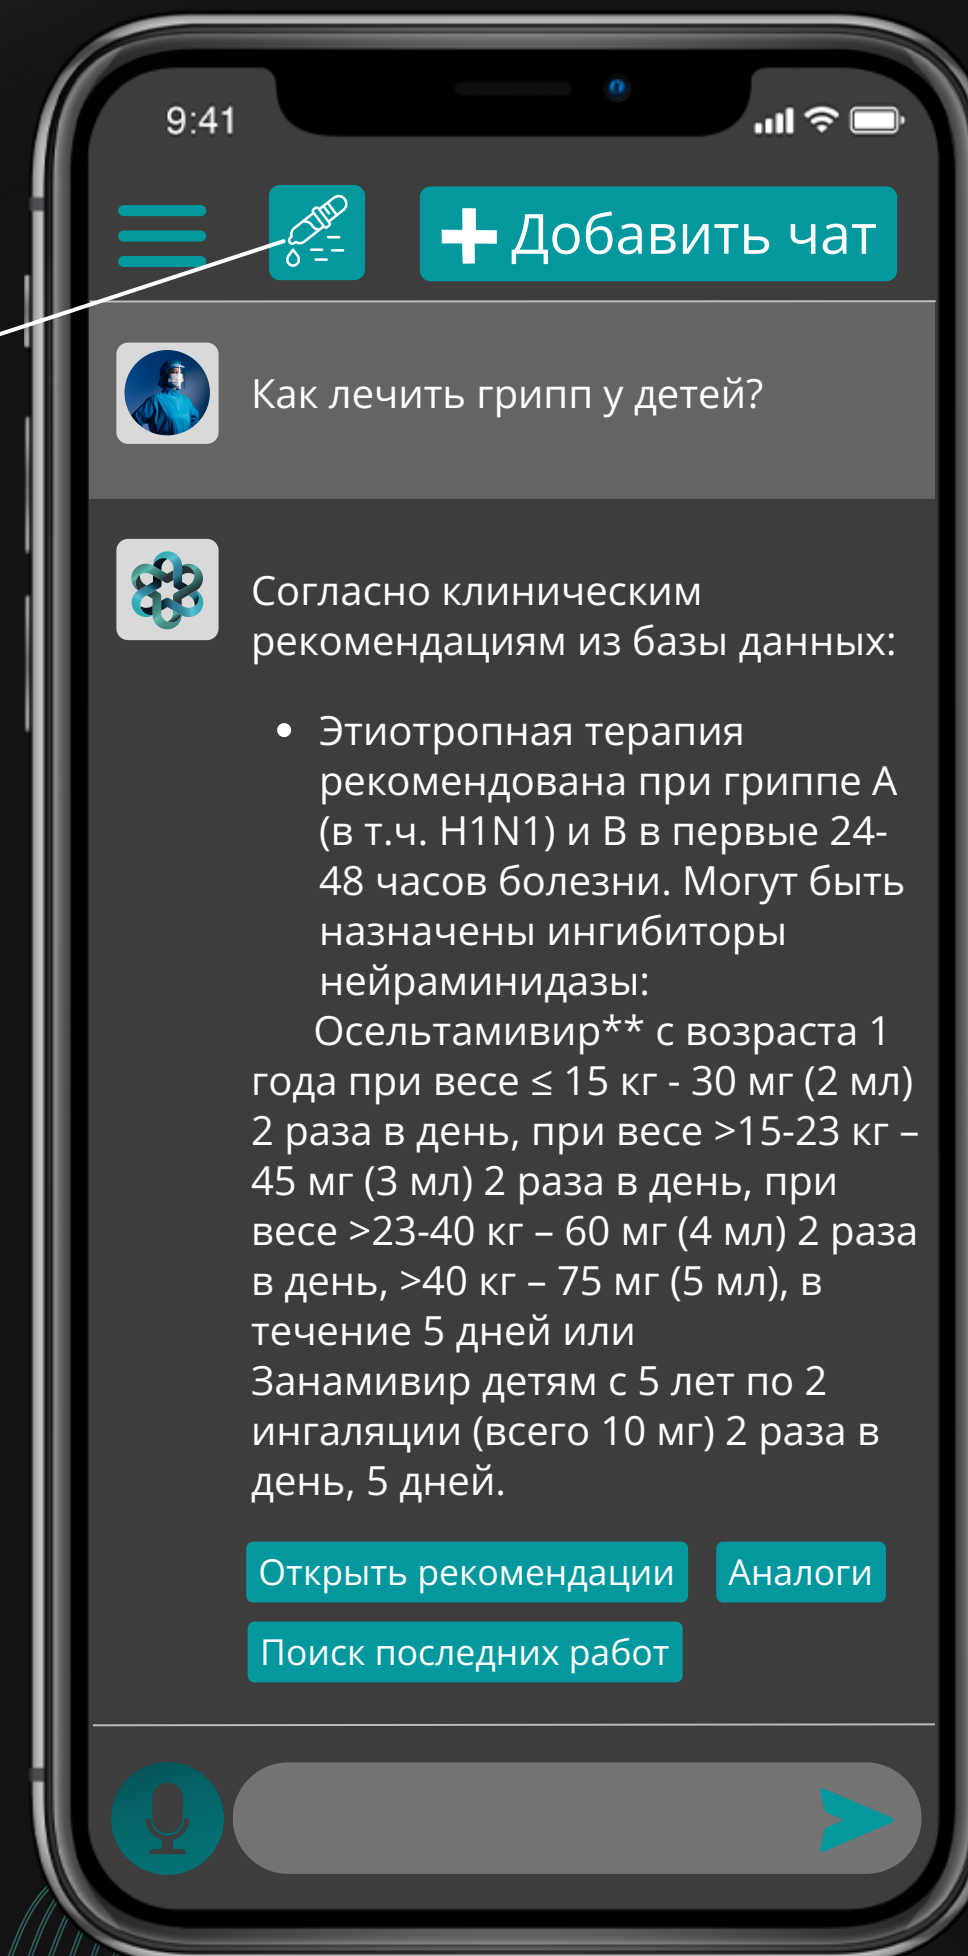 9:41
Добавить чат
Как лечить грипп у детей?
Согласно клиническим
рекомендациям из базы данных:
• Этиотропная терапия
рекомендована при гриппе А
(в т.ч. H1N1) и В в первые 24-
48 часов болезни. Могут быть
назначены ингибиторы
нейраминидазы:
Осельтамивир** с возраста 1
года при весе ≤ 15 кг - 30 мг (2 мл)
2 раза в день, при весе >15-23 кг –
45 мг (3 мл) 2 раза в день, при
весе >23-40 кг – 60 мг (4 мл) 2 раза
в день, >40 кг – 75 мг (5 мл), в
течение 5 дней или
Занамивир детям с 5 лет по 2
ингаляции (всего 10 мг) 2 раза в
день, 5 дней.
Открыть рекомендации Аналоги
Поиск последних работ